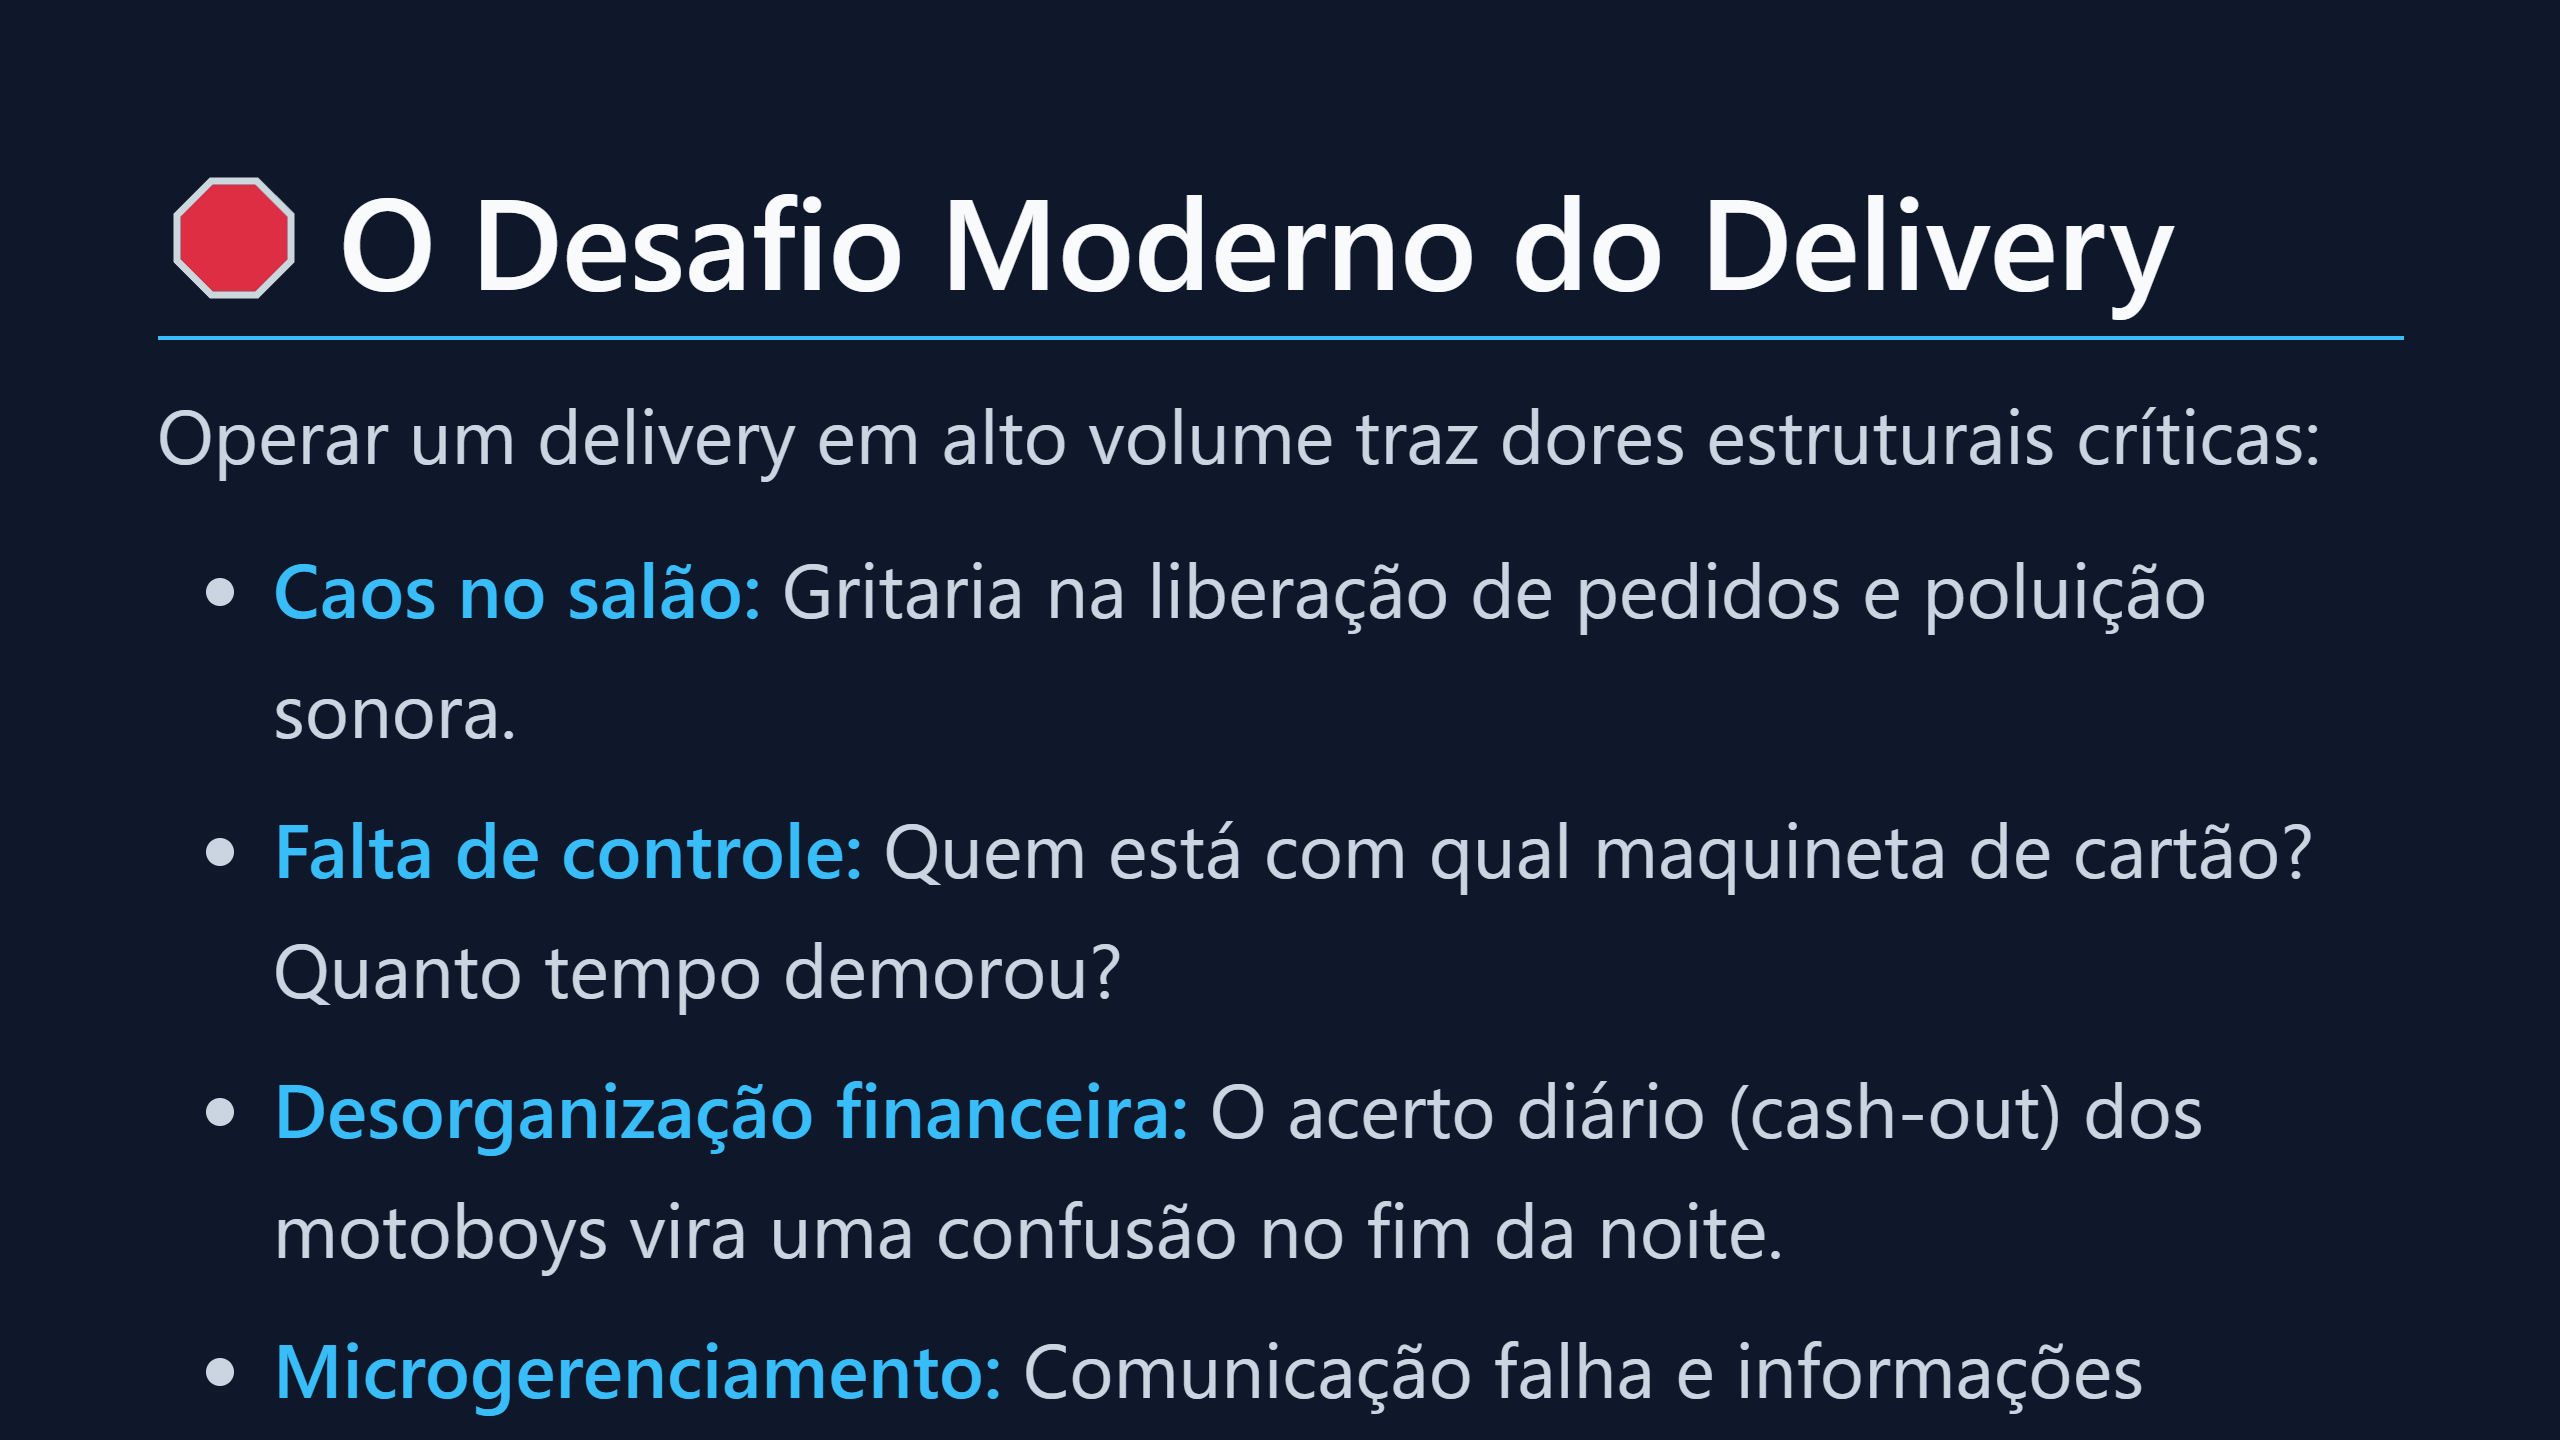 O Desafio Moderno do Delivery
Operar um delivery em alto volume traz dores estruturais críticas:
• Caos no salão: Gritaria na liberação de pedidos e poluição
sonora.
• Falta de controle: Quem está com qual maquineta de cartão?
Quanto tempo demorou?
• Desorganização financeira: O acerto diário (cash-out) dos
motoboys vira uma confusão no fim da noite.
• Microgerenciamento: Comunicação falha e informações